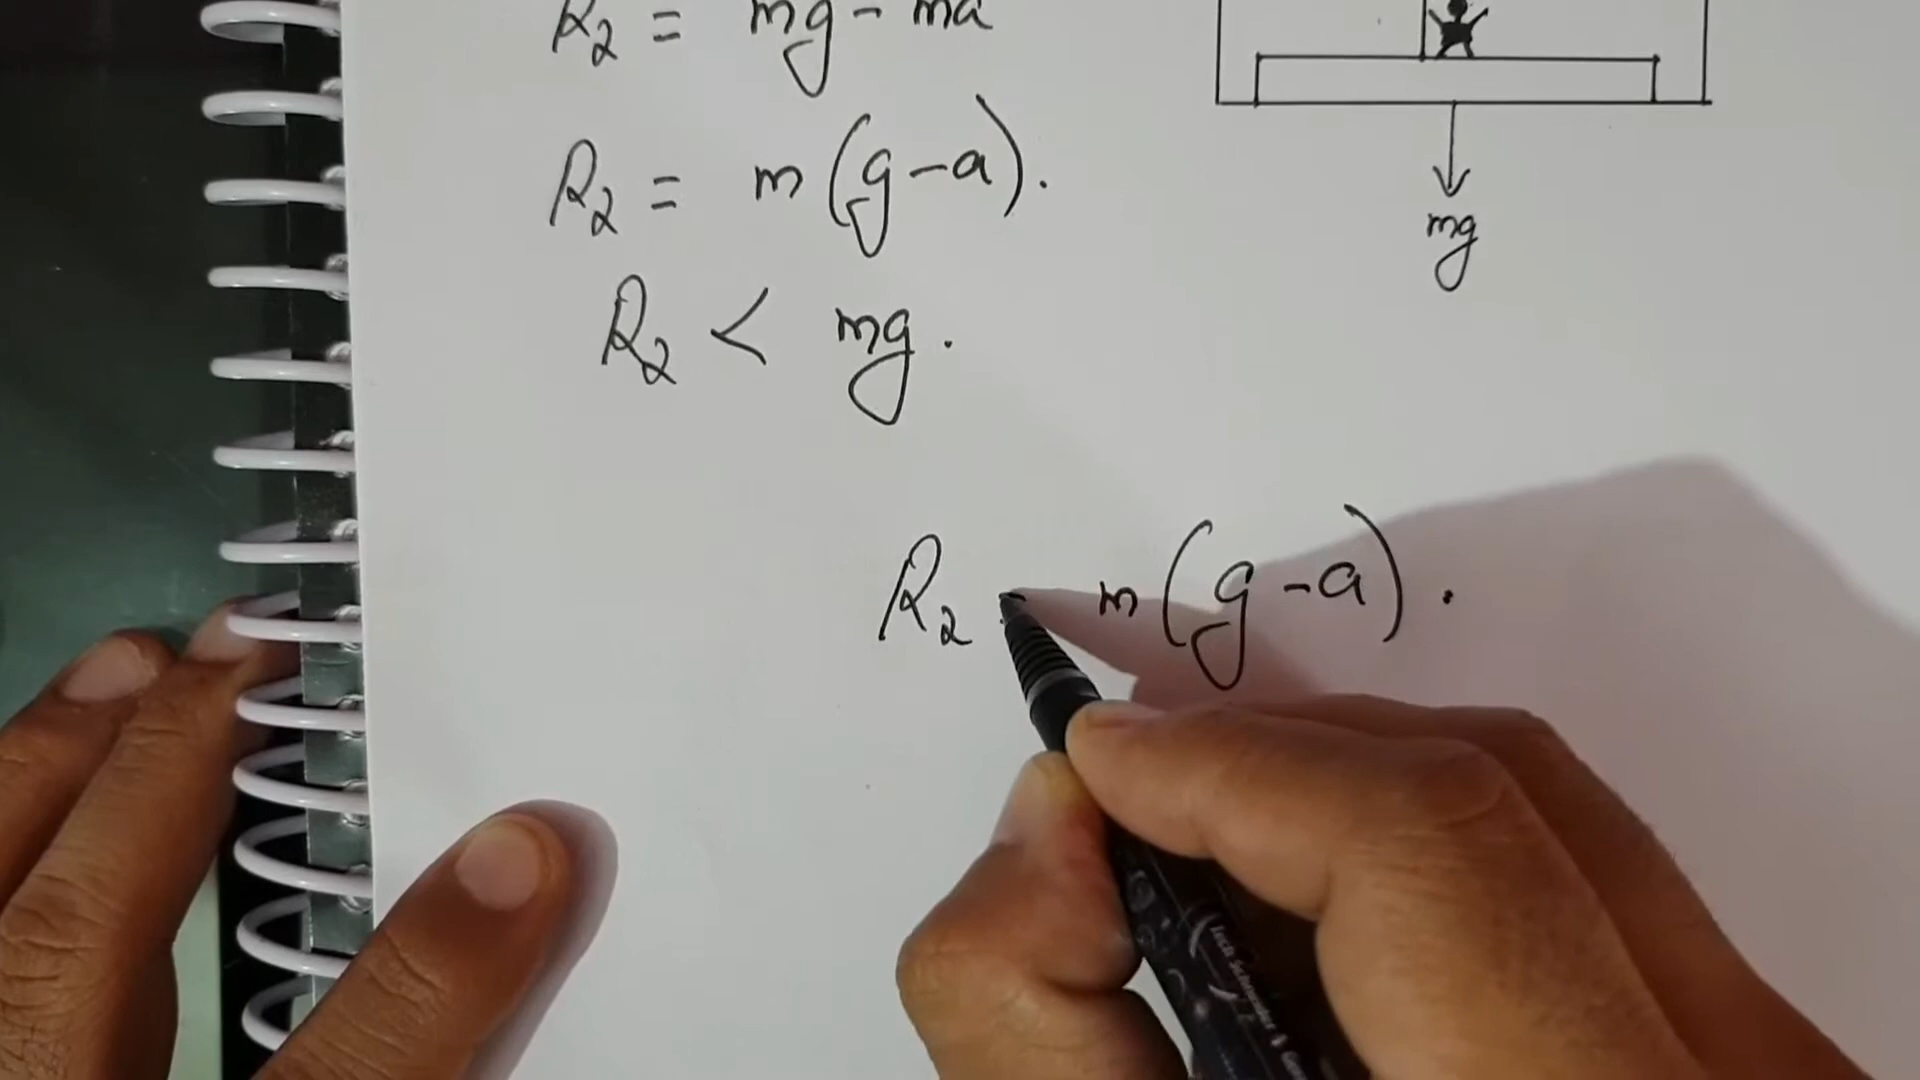 R2 = mg - ma
R2 = m(g-a).
R2 < mg.
mg
R2 = m(g-a).